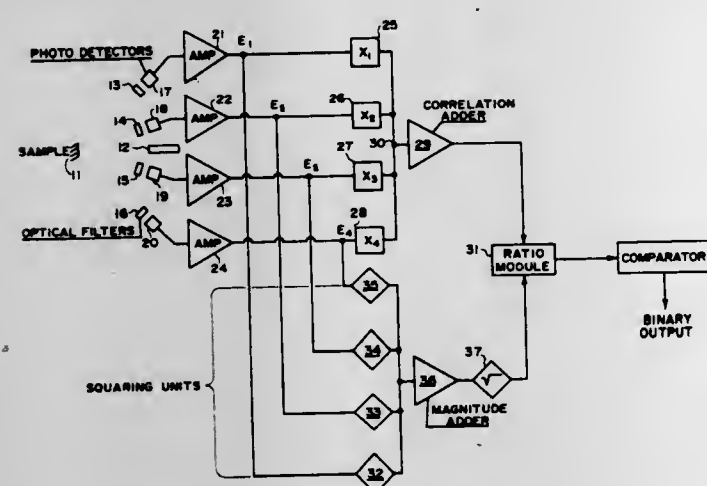 25
21
E1
PHOTO DETECTORS
AMP
X1
13
17
22
18
E2
26
CORRELATION
ADDER
14
AMP
X2
12
30
29
SAMPLE
E3
27
11
AMP
X3
15
19
23
16
28
31
OPTICAL FILTERS
E4
RATIO
MODULE
COMPARATOR
20
AMP
X4
24
35
BINARY
OUTPUT
34
37
SQUARING UNITS
36
√
33
MAGNITUDE
ADDER
32